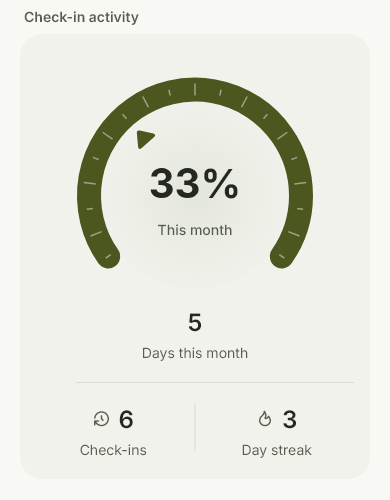 Check-in activity
33%
This month
5
Days this month
6
Check-ins
3
Day streak